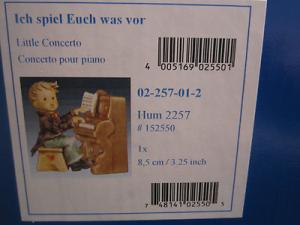 Ich spiel Euch was vor
Little Concerto
Concerto pour piano
4 005169 025501
02-257-01-2
Hum 2257
# 152550
1x
8,5 cm / 3.25 inch
7 48141 02550 5